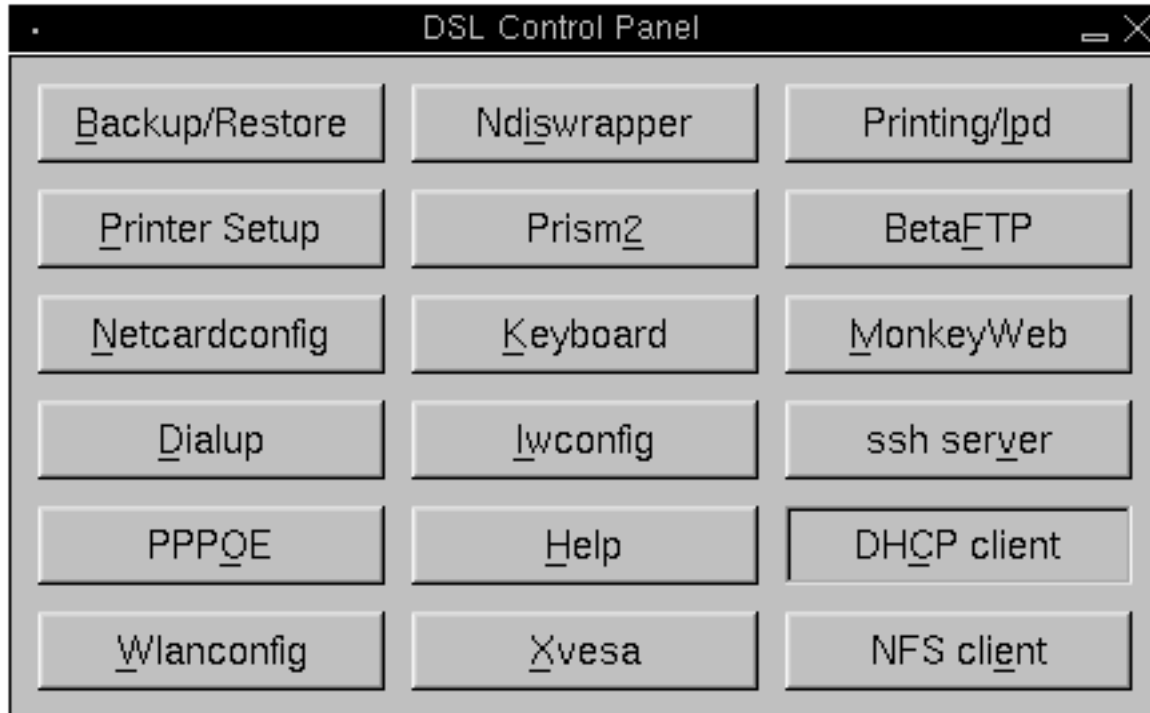 DSL Control Panel
Backup/Restore Ndiswrapper Printing/lpd
Printer Setup Prism2 BetaFTP
Netcardconfig Keyboard MonkeyWeb
Dialup Iwconfig ssh server
PPPOE Help DHCP client
Wlanconfig Xvesa NFS client